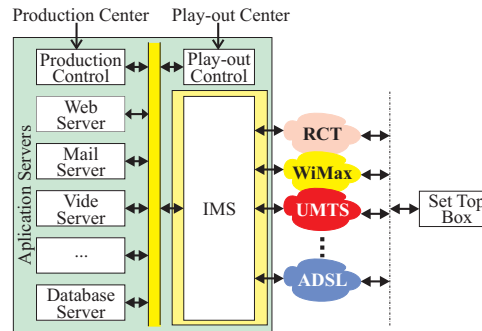 Production Center
Play-out Center
Production
Control
Play-out
Control
Web
Server
Mail
Server
Vide
Server
...
Database
Server
Aplication Servers
IMS
RCT
WiMax
UMTS
ADSL
Set Top
Box